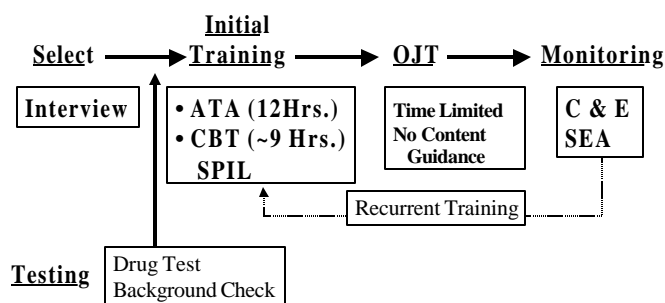 Initial
Select Training OJT Monitoring
Interview
• ATA (12Hrs.)
• CBT (~9 Hrs.)
SPIL
Time Limited
No Content
Guidance
C & E
SEA
Recurrent Training
Testing
Drug Test
Background Check